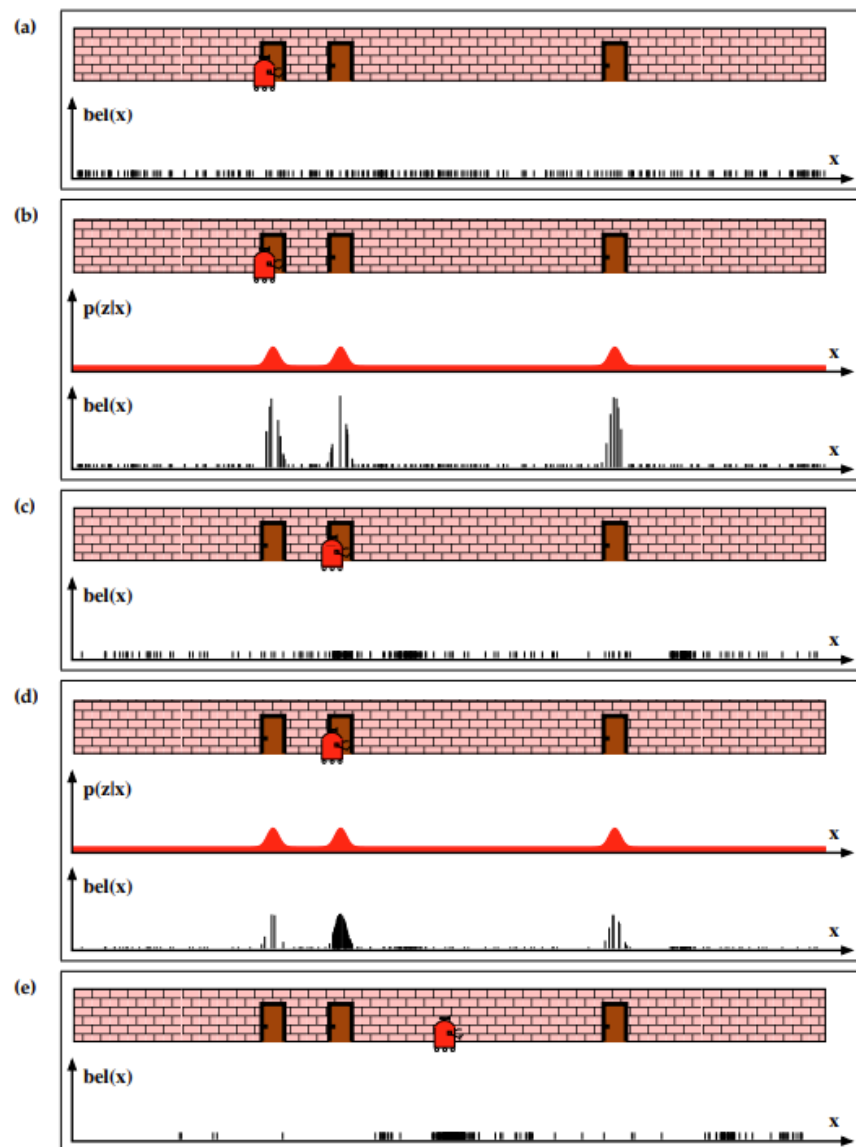 (a)
bel(x)
x
(b)
p(z|x)
x
bel(x)
x
(c)
bel(x)
x
(d)
p(z|x)
x
bel(x)
x
(e)
bel(x)
x